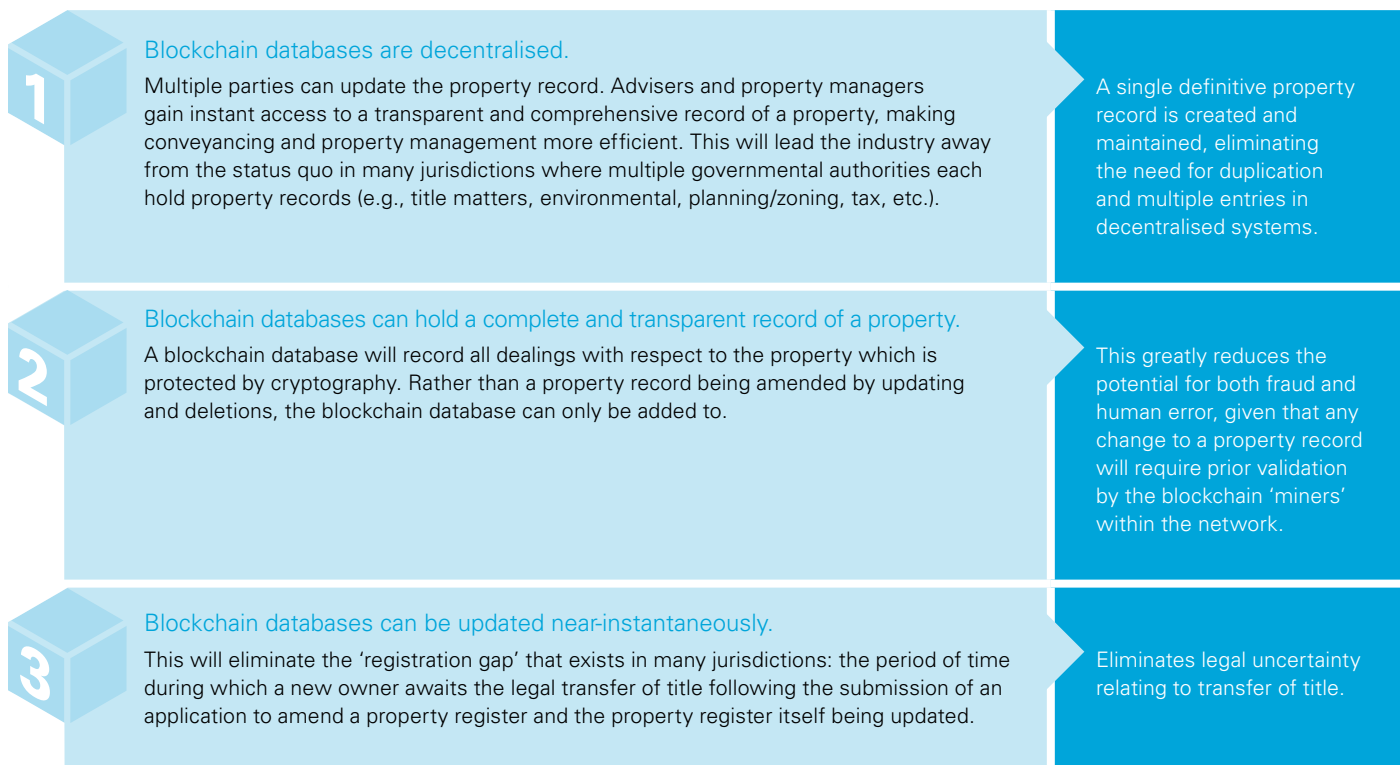 1
Blockchain databases are decentralised.
Multiple parties can update the property record. Advisers and property managers
gain instant access to a transparent and comprehensive record of a property, making
conveyancing and property management more efficient. This will lead the industry away
from the status quo in many jurisdictions where multiple governmental authorities each
hold property records (e.g., title matters, environmental, planning/zoning, tax, etc.).
A single definitive property
record is created and
maintained, eliminating
the need for duplication
and multiple entries in
decentralised systems.
2
Blockchain databases can hold a complete and transparent record of a property.
A blockchain database will record all dealings with respect to the property which is
protected by cryptography. Rather than a property record being amended by updating
and deletions, the blockchain database can only be added to.
This greatly reduces the
potential for both fraud and
human error, given that any
change to a property record
will require prior validation
by the blockchain ‘miners’
within the network.
3
Blockchain databases can be updated near-instantaneously.
This will eliminate the ‘registration gap’ that exists in many jurisdictions: the period of time
during which a new owner awaits the legal transfer of title following the submission of an
application to amend a property register and the property register itself being updated.
Eliminates legal uncertainty
relating to transfer of title.